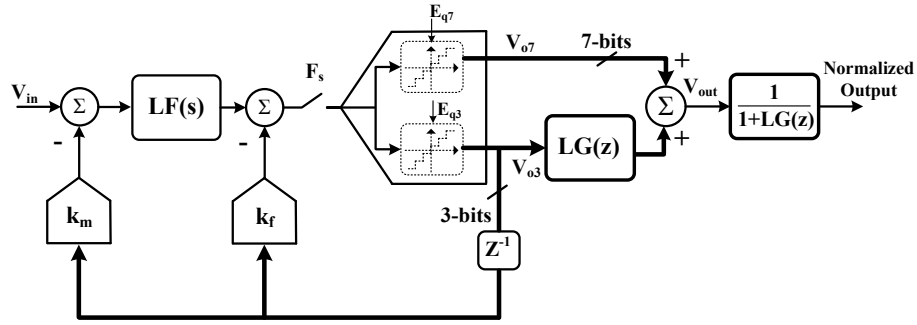 E_q7
V_o7
7-bits
V_in
Σ
-
LF(s)
Σ
-
F_s
E_q3
V_o3
LG(z)
+
Σ
+
V_out
1
1+LG(z)
Normalized
Output
k_m
k_f
3-bits
Z^-1